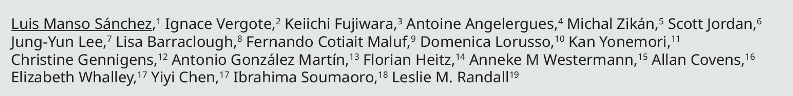 Luis Manso Sánchez,¹ Ignace Vergote,² Keiichi Fujiwara,³ Antoine Angelergues,⁴ Michal Zikán,⁵ Scott Jordan,⁶
Jung-Yun Lee,⁷ Lisa Barraclough,⁸ Fernando Cotiait Maluf,⁹ Domenica Lorusso,¹⁰ Kan Yonemori,¹¹
Christine Gennigens,¹² Antonio González Martín,¹³ Florian Heitz,¹⁴ Anneke M Westermann,¹⁵ Allan Covens,¹⁶
Elizabeth Whalley,¹⁷ Yiyi Chen,¹⁷ Ibrahima Soumaoro,¹⁸ Leslie M. Randall¹⁹